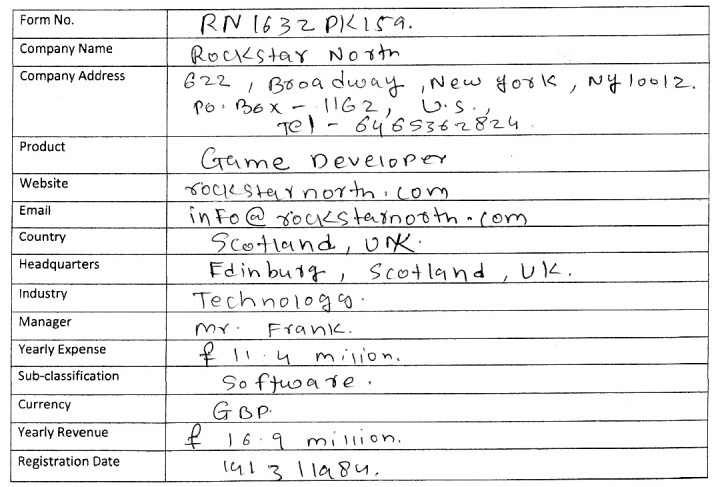 Form No. RN1632PK159.
Company Name Rockstar North
Company Address 622, Broadway, New York, NY10012.
Po. Box - 1162, U.S.,
Tel - 6465362824.
Product Game Developer
Website rockstarnorth.com
Email info@rockstarnorth.com
Country Scotland, UK.
Headquarters Edinburg, Scotland, UK.
Industry Technology.
Manager Mr. Frank.
Yearly Expense £ 11.4 million.
Sub-classification Software.
Currency GBP.
Yearly Revenue £ 16.9 million.
Registration Date 14/3/1984.